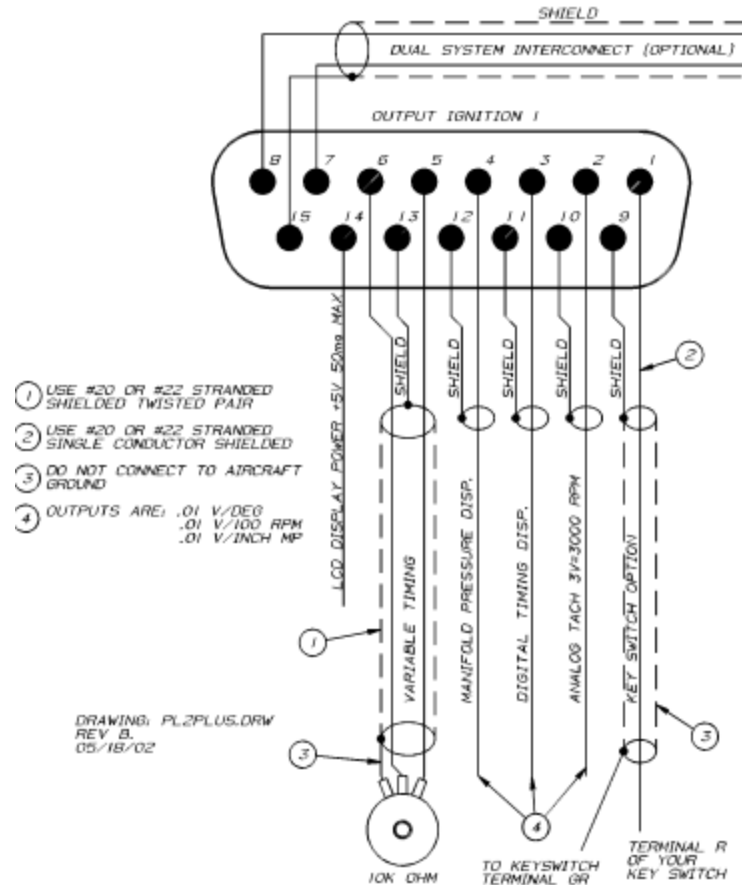 SHIELD
DUAL SYSTEM INTERCONNECT (OPTIONAL)
OUTPUT IGNITION 1
8 7 6 5 4 3 2 1
15 14 13 12 11 10 9
LCD DISPLAY POWER +5V 50ma MAX
SHIELD
SHIELD
SHIELD
SHIELD
SHIELD
2
1 USE #20 OR #22 STRANDED
SHIELDED TWISTED PAIR
2 USE #20 OR #22 STRANDED
SINGLE CONDUCTOR SHIELDED
3 DO NOT CONNECT TO AIRCRAFT
GROUND
4 OUTPUTS ARE: .01 V/DEG
.01 V/100 RPM
.01 V/INCH MP
VARIABLE TIMING
MANIFOLD PRESSURE DISP.
DIGITAL TIMING DISP.
ANALOG TACH 3V=3000 RPM
KEY SWITCH OPTION
1
DRAWING: PL2PLUS.DRW
REV B.
05/18/02
3
3
4
10K OHM
TO KEYSWITCH
TERMINAL GR
TERMINAL R
OF YOUR
KEY SWITCH